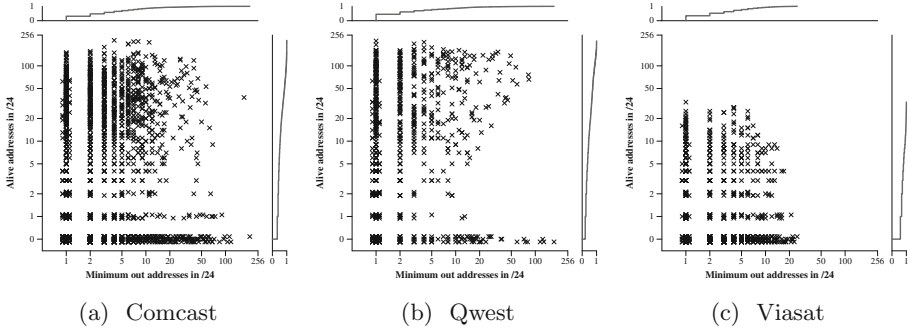 1
0
1
0
1
0
256
100
50
20
10
5
2
1
0
Alive addresses in /24
1 2 5 10 20 50 100 256 0 1
Minimum out addresses in /24
256
100
50
20
10
5
2
1
0
Alive addresses in /24
1 2 5 10 20 50 100 256 0 1
Minimum out addresses in /24
256
100
50
20
10
5
2
1
0
Alive addresses in /24
1 2 5 10 20 50 100 256 0 1
Minimum out addresses in /24
(a) Comcast
(b) Qwest
(c) Viasat